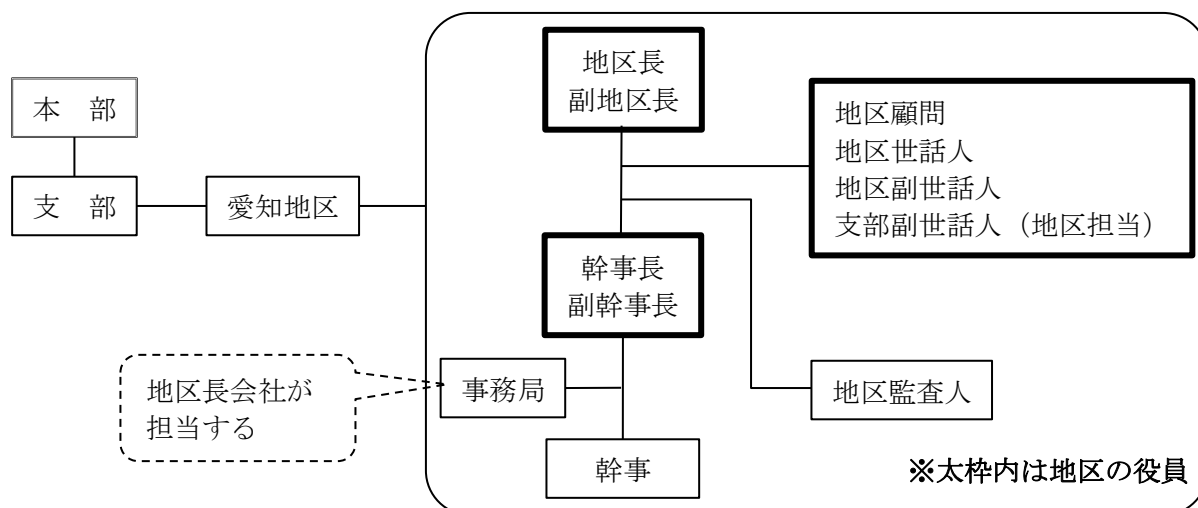 本　部
支　部
愛知地区
地区長
副地区長
地区顧問
地区世話人
地区副世話人
支部副世話人（地区担当）
幹事長
副幹事長
地区長会社が
担当する
事務局
地区監査人
幹事
※太枠内は地区の役員